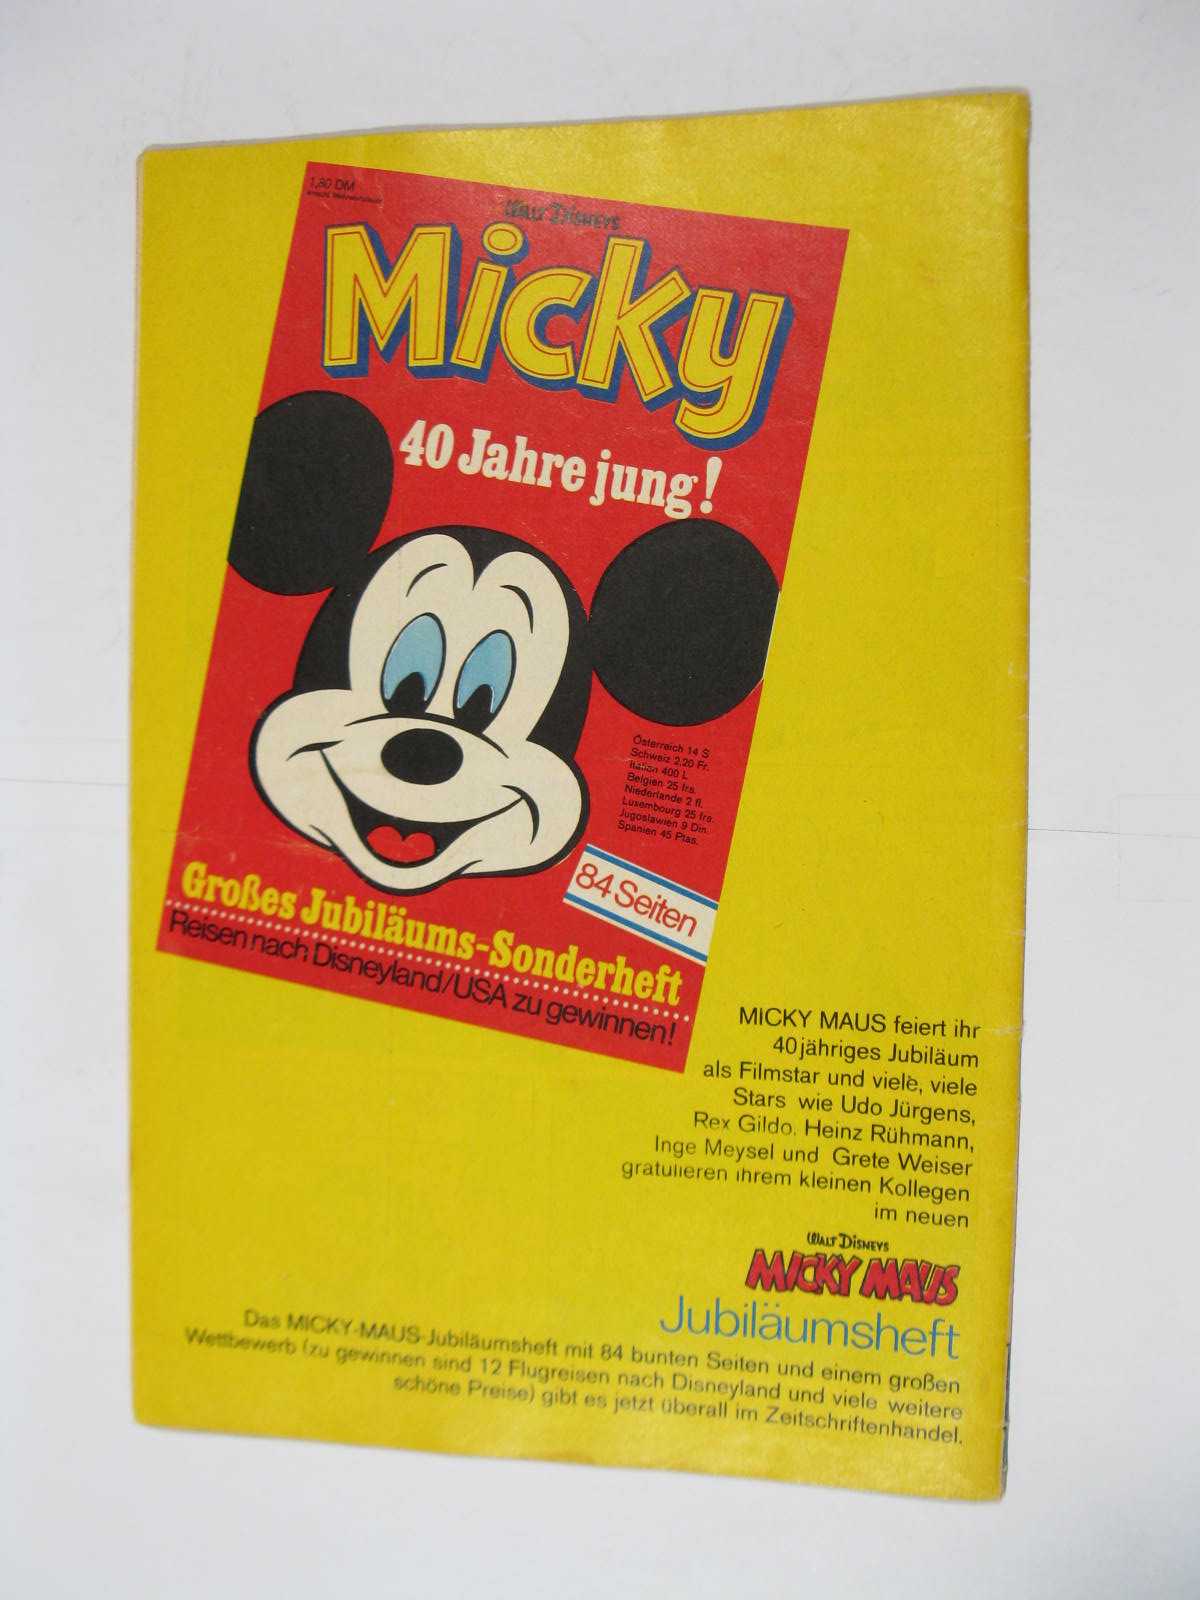 1,80 DM
einschl. Mehrwertsteuer
WALT DISNEYS
Micky
40 Jahre jung!
Österreich 14 S
Schweiz 2,20 Fr.
Italien 400 L
Belgien 25 frs.
Niederlande 2 fl.
Luxembourg 25 frs.
Jugoslawien 9 Din.
Spanien 45 Ptas.
84 Seiten
Großes Jubiläums-Sonderheft
Reisen nach Disneyland/USA zu gewinnen!
MICKY MAUS feiert ihr
40jähriges Jubiläum
als Filmstar und viele, viele
Stars wie Udo Jürgens,
Rex Gildo, Heinz Rühmann,
Inge Meysel und Grete Weiser
gratulieren ihrem kleinen Kollegen
im neuen
WALT DISNEYS
MICKY MAUS
Jubiläumsheft
Das MICKY-MAUS-Jubiläumsheft mit 84 bunten Seiten und einem großen
Wettbewerb (zu gewinnen sind 12 Flugreisen nach Disneyland und viele weitere
schöne Preise) gibt es jetzt überall im Zeitschriftenhandel.